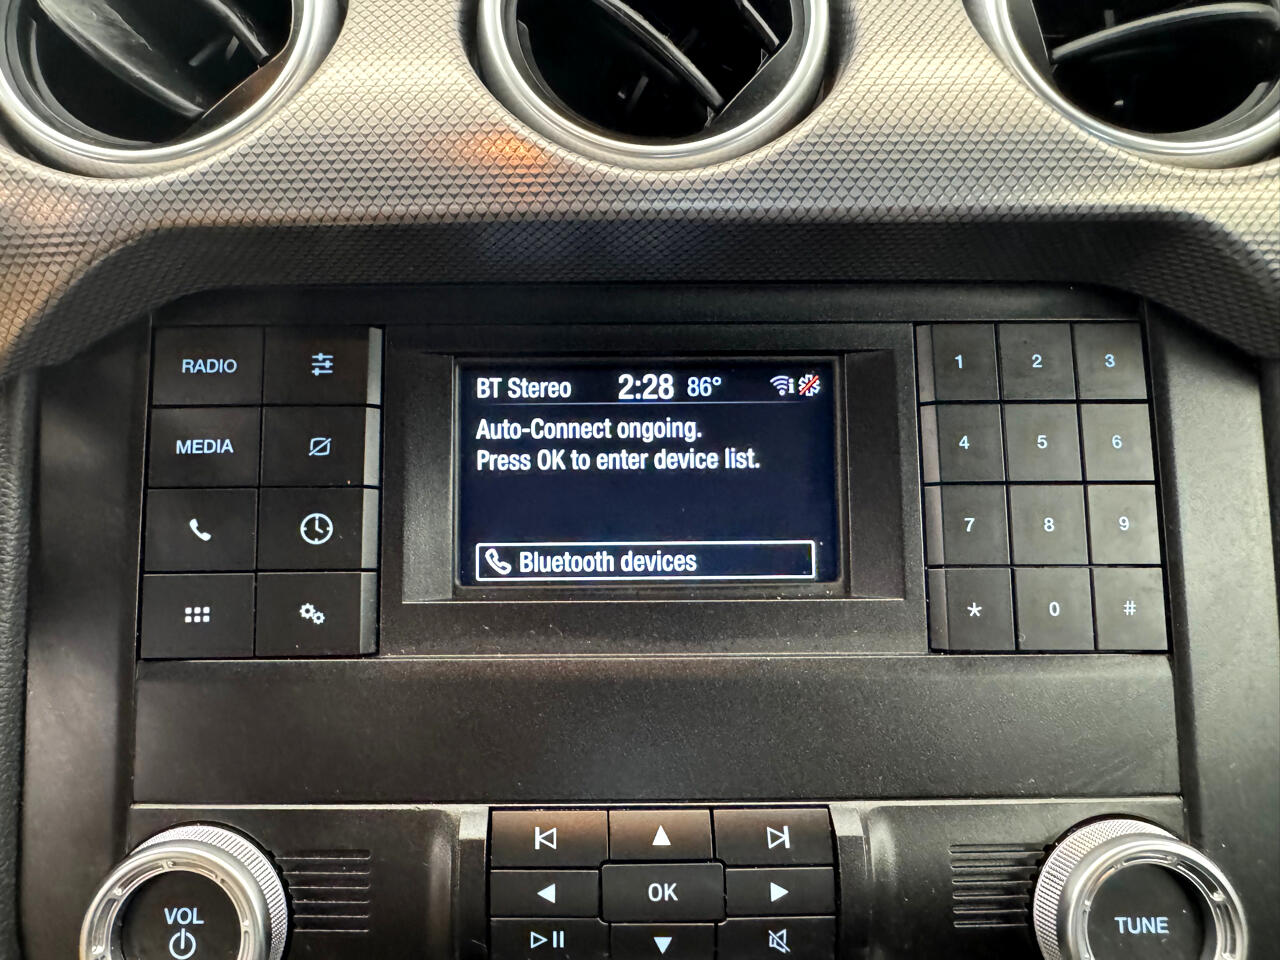 RADIO
MEDIA
BT Stereo 2:28 86°
Auto-Connect ongoing.
Press OK to enter device list.
Bluetooth devices
1 2 3
4 5 6
7 8 9
* 0 #
VOL
OK
TUNE